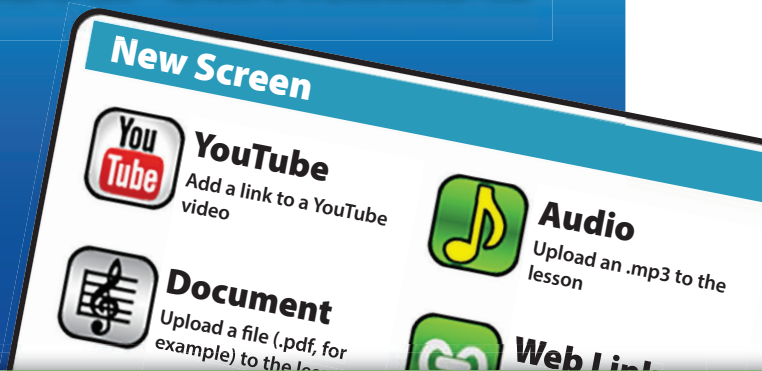 New Screen
You
Tube
YouTube
Add a link to a YouTube
video
Audio
Upload an .mp3 to the
lesson
Document
Upload a file (.pdf, for
example) to the
Web